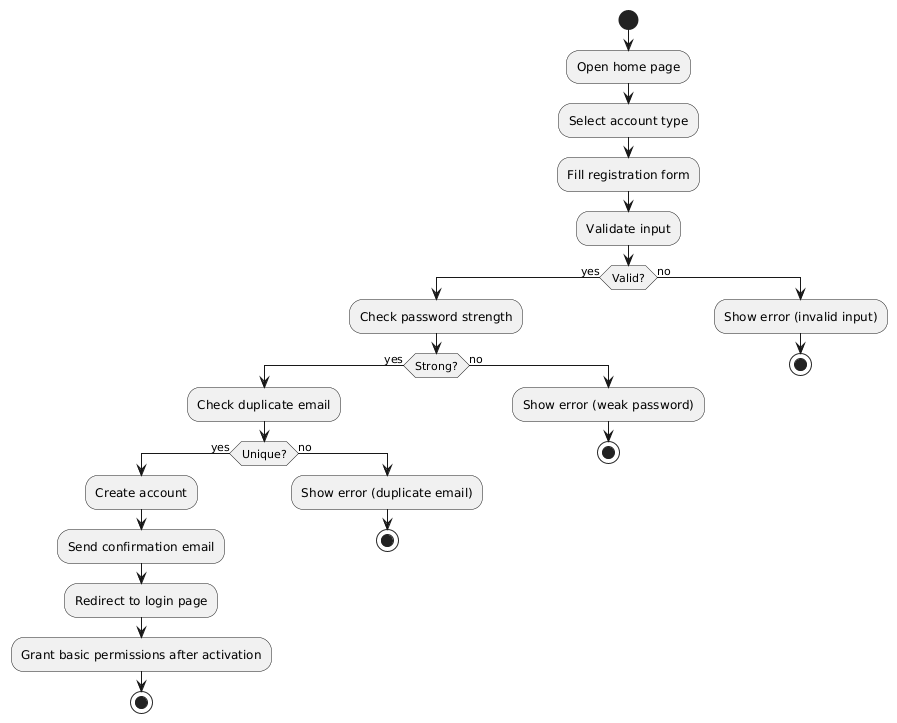 Open home page
Select account type
Fill registration form
Validate input
yes
Valid?
no
Check password strength
Show error (invalid input)
yes
Strong?
no
Check duplicate email
Show error (weak password)
yes
Unique?
no
Create account
Show error (duplicate email)
Send confirmation email
Redirect to login page
Grant basic permissions after activation